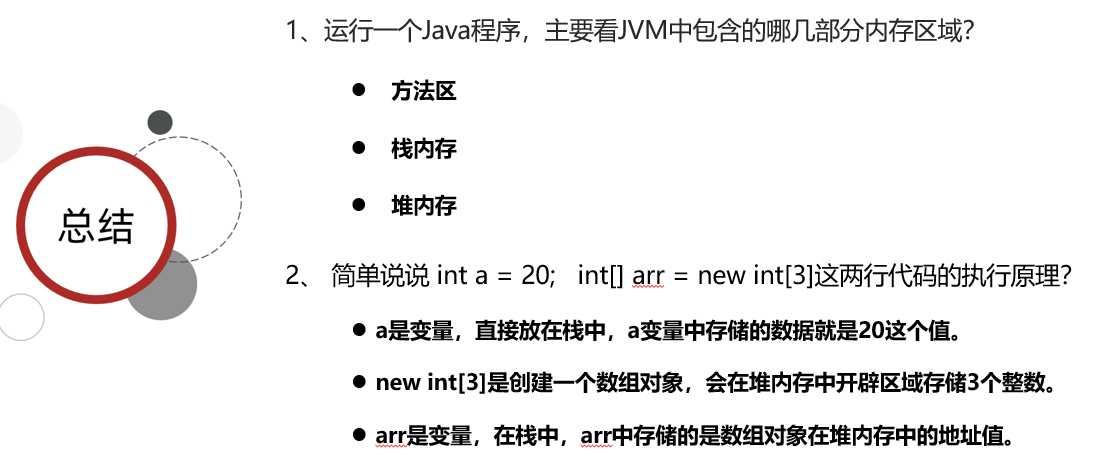 总结
1、运行一个Java程序，主要看JVM中包含的哪几部分内存区域？
● 方法区
● 栈内存
● 堆内存
2、 简单说说 int a = 20; int[] arr = new int[3]这两行代码的执行原理？
● a是变量，直接放在栈中，a变量中存储的数据就是20这个值。
● new int[3]是创建一个数组对象，会在堆内存中开辟区域存储3个整数。
● arr是变量，在栈中，arr中存储的是数组对象在堆内存中的地址值。